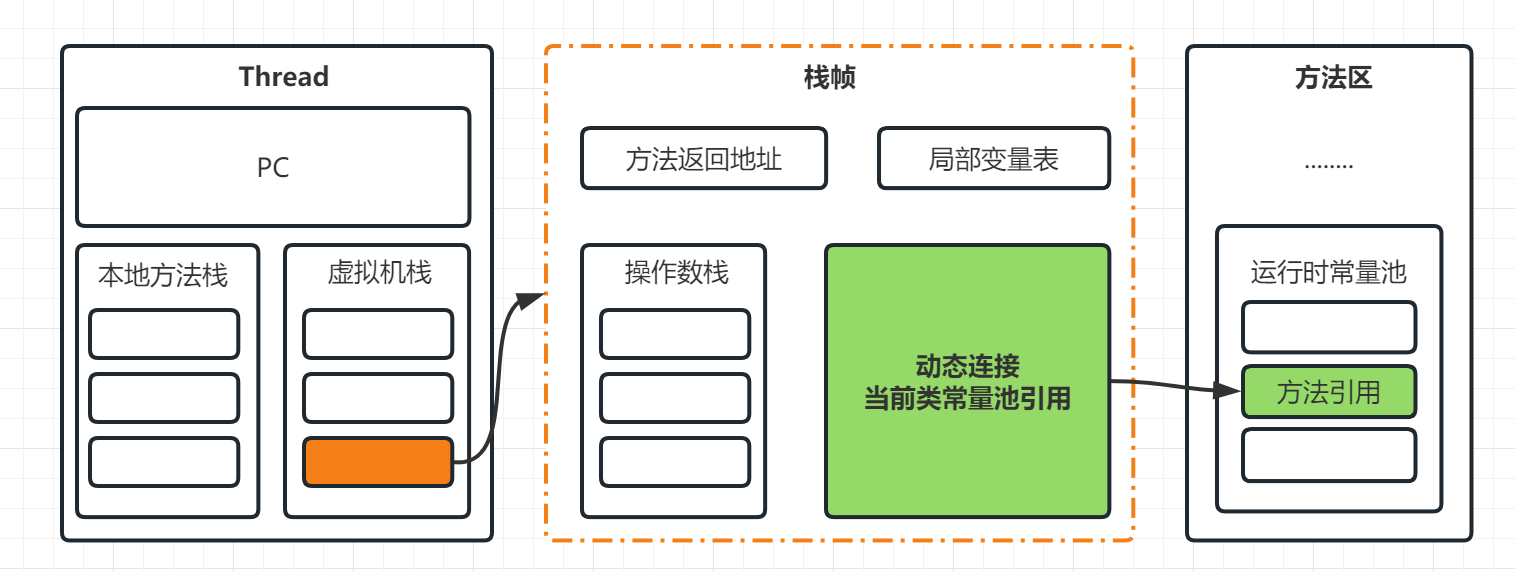 Thread
PC
本地方法栈
虚拟机栈
栈帧
方法返回地址
局部变量表
操作数栈
动态连接
当前类常量池引用
方法区
........
运行时常量池
方法引用